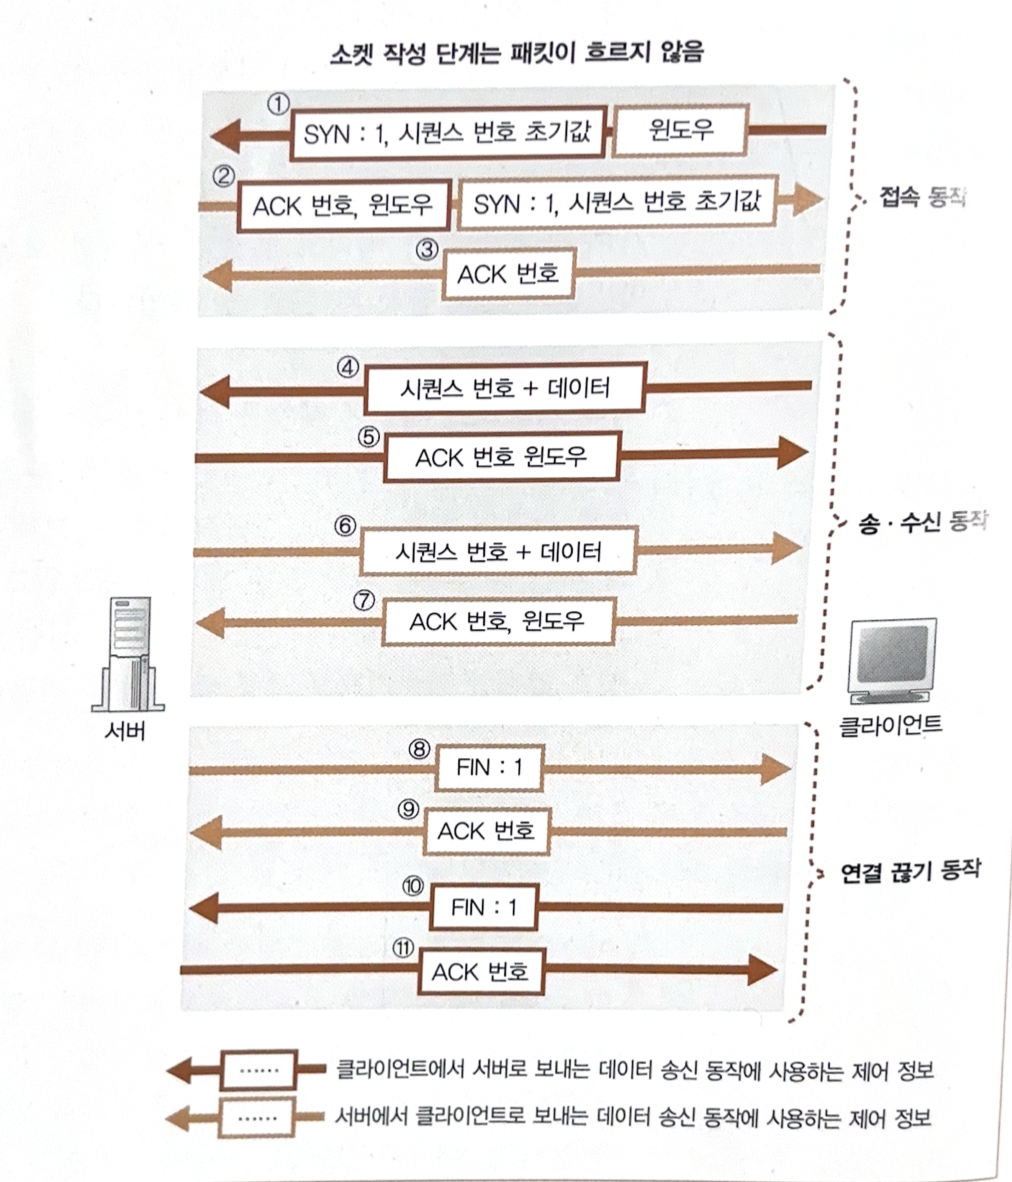 소켓 작성 단계는 패킷이 흐르지 않음
① SYN : 1, 시퀀스 번호 초기값 윈도우
② ACK 번호, 윈도우 SYN : 1, 시퀀스 번호 초기값
접속 동작
③ ACK 번호
④ 시퀀스 번호 + 데이터
⑤ ACK 번호 윈도우
송 · 수신 동작
⑥ 시퀀스 번호 + 데이터
⑦ ACK 번호, 윈도우
서버
클라이언트
⑧ FIN : 1
⑨ ACK 번호
연결 끊기 동작
⑩ FIN : 1
⑪ ACK 번호
...... 클라이언트에서 서버로 보내는 데이터 송신 동작에 사용하는 제어 정보
...... 서버에서 클라이언트로 보내는 데이터 송신 동작에 사용하는 제어 정보